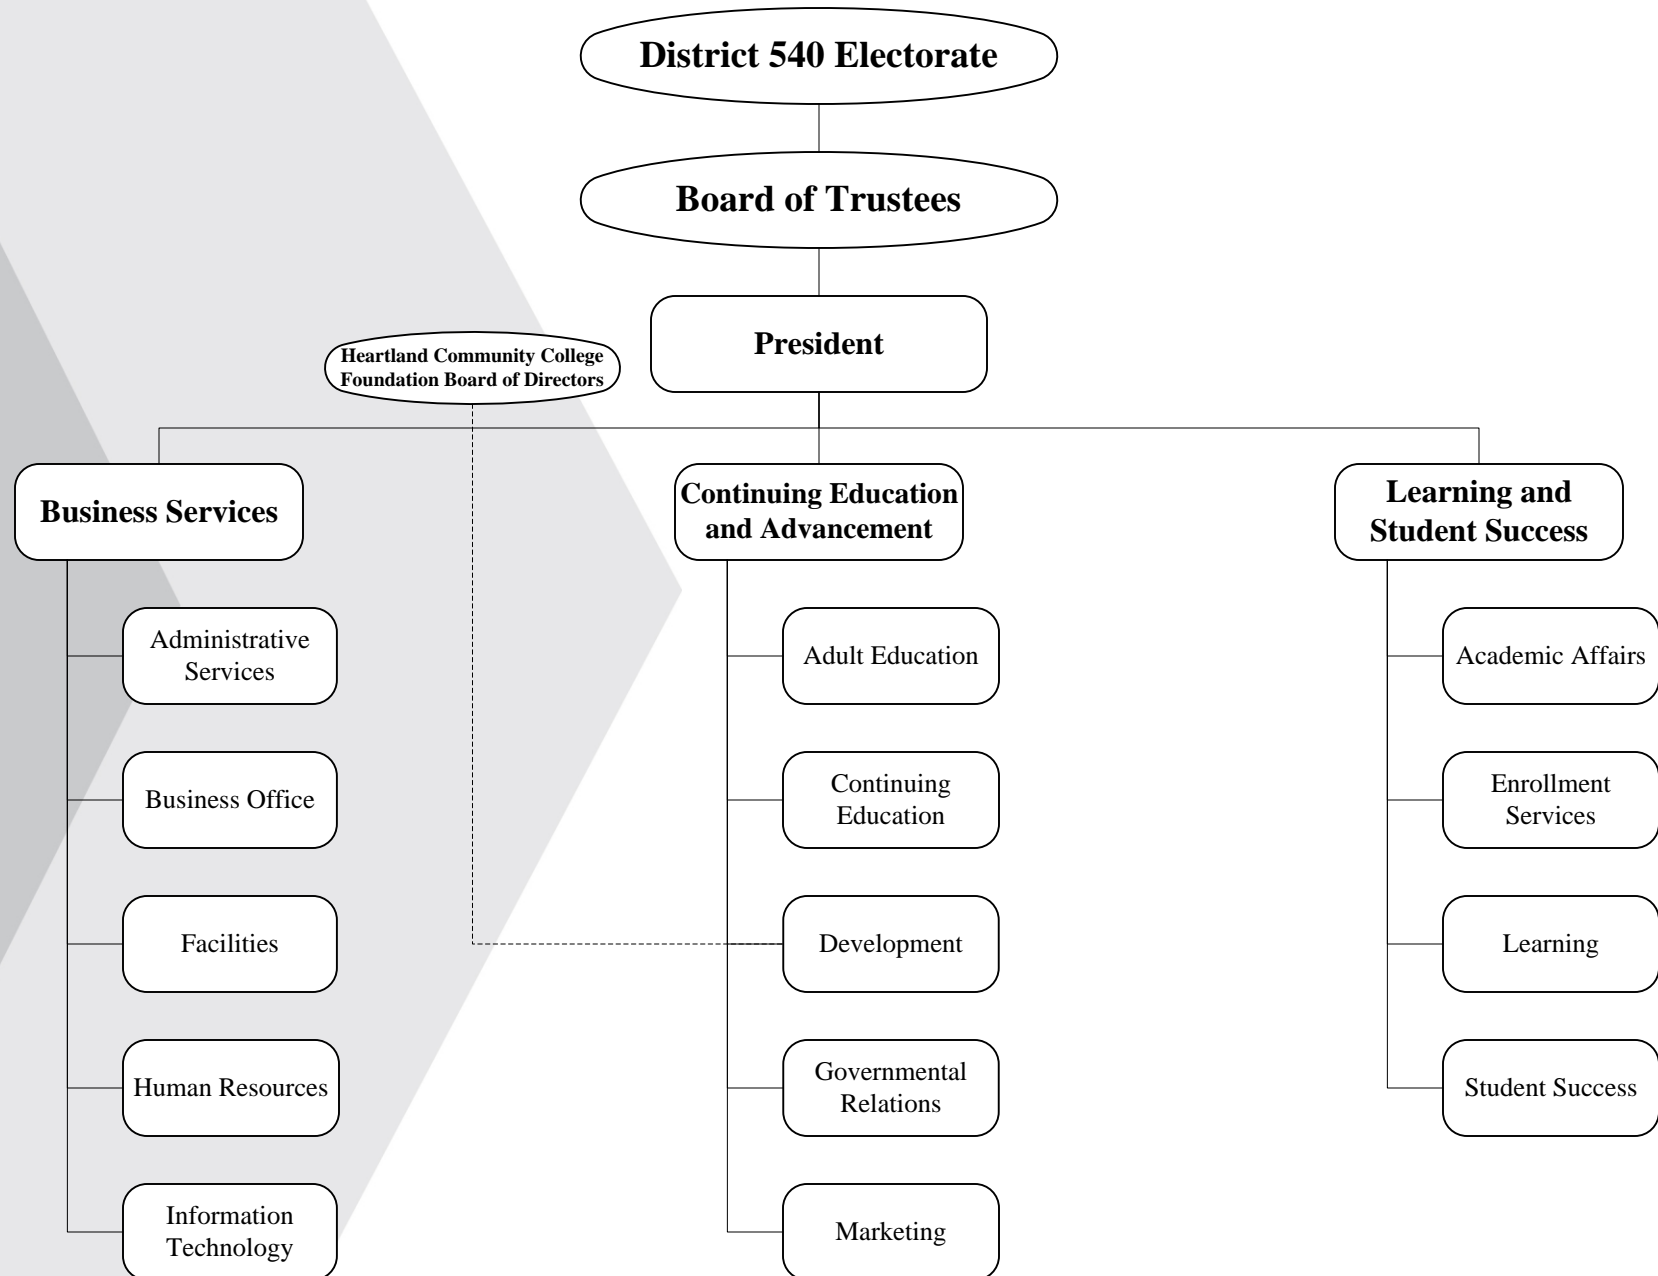 District 540 Electorate
Board of Trustees
President
Heartland Community College
Foundation Board of Directors
Business Services
Continuing Education
and Advancement
Learning and
Student Success
Administrative
Services
Adult Education
Academic Affairs
Business Office
Continuing
Education
Enrollment
Services
Facilities
Development
Learning
Human Resources
Governmental
Relations
Student Success
Information
Technology
Marketing